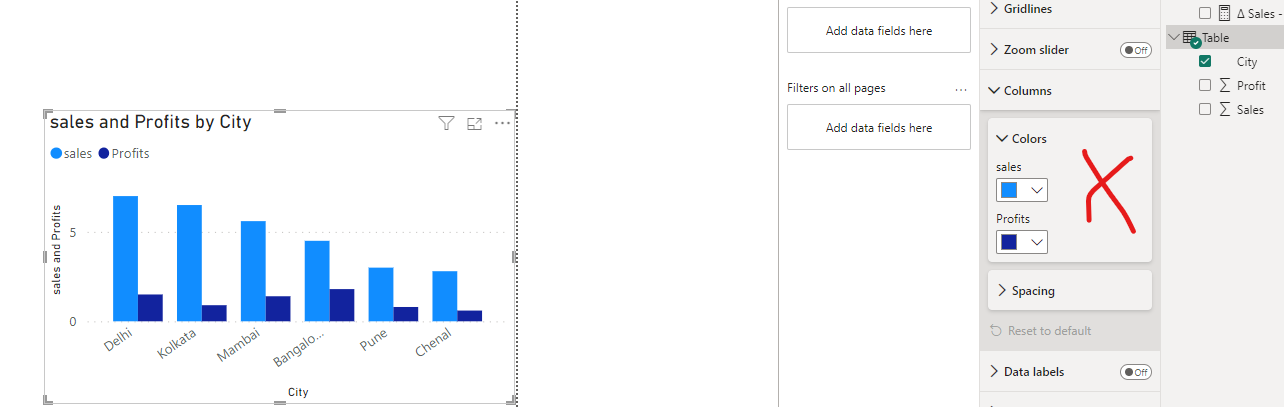 sales and Profits by City
sales Profits
sales and Profits
5
0
Delhi
Kolkata
Mambai
Bangalo...
Pune
Chenal
City
Add data fields here
Filters on all pages ...
Add data fields here
Gridlines
Zoom slider Off
Columns
Colors
sales
Profits
Spacing
Reset to default
Data labels Off
Δ Sales -
Table
City
∑ Profit
∑ Sales